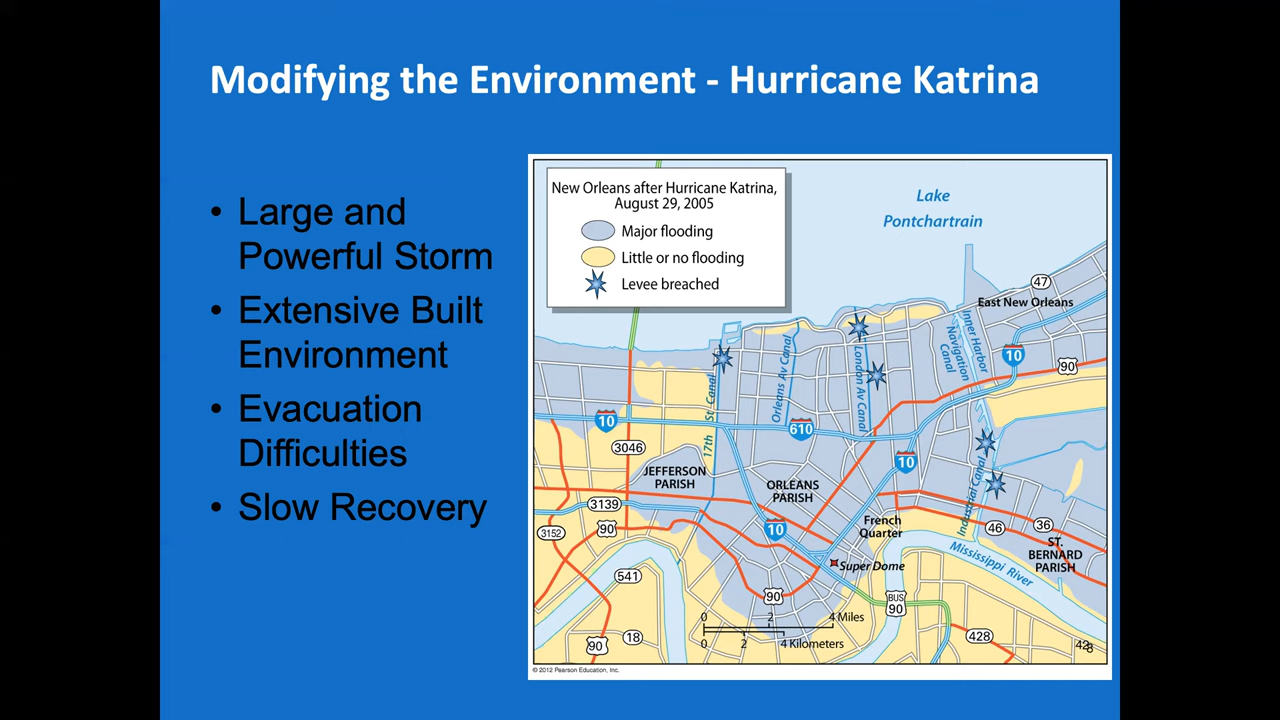 Modifying the Environment - Hurricane Katrina
• Large and
Powerful Storm
• Extensive Built
Environment
• Evacuation
Difficulties
• Slow Recovery
New Orleans after Hurricane Katrina,
August 29, 2005
Major flooding
Little or no flooding
Levee breached
Lake
Pontchartrain
47
East New Orleans
Inner Harbor
Navigation
Canal
10
90
17th St. Canal
Orleans Av Canal
London Av Canal
10
610
3046
10
JEFFERSON
PARISH
ORLEANS
PARISH
Industrial Canal
3139
90
3152
10
French
Quarter
46
36
ST.
BERNARD
PARISH
Mississippi River
Super Dome
541
90
BUS
90
0 2 4 Miles
0 2 4 Kilometers
18
90
428
© 2012 Pearson Education, Inc.